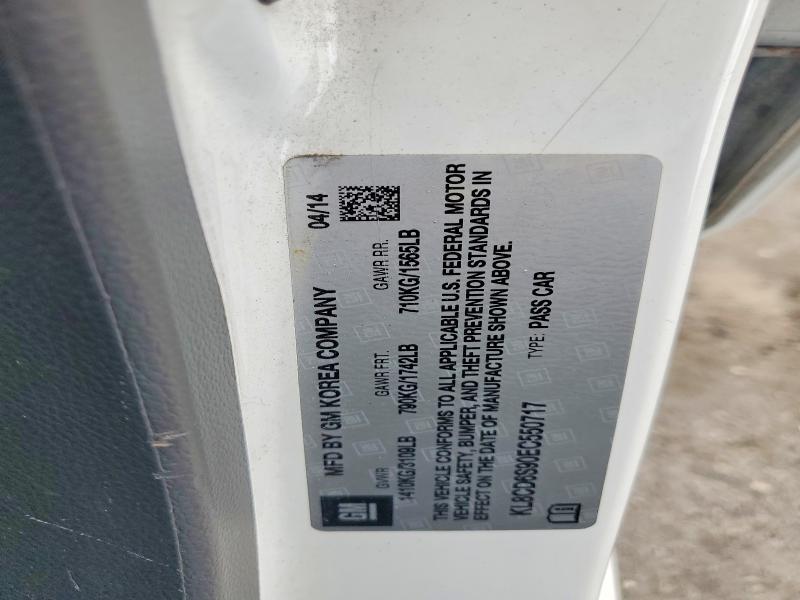 GM
MFD BY GM KOREA COMPANY 04/14
GVWR GAWR FRT. GAWR RR.
1410KG/3109LB 790KG/1742LB 710KG/1565LB
THIS VEHICLE CONFORMS TO ALL APPLICABLE U.S. FEDERAL MOTOR
VEHICLE SAFETY, BUMPER, AND THEFT PREVENTION STANDARDS IN
EFFECT ON THE DATE OF MANUFACTURE SHOWN ABOVE.
KL8CD6S90EC550717 TYPE: PASS CAR